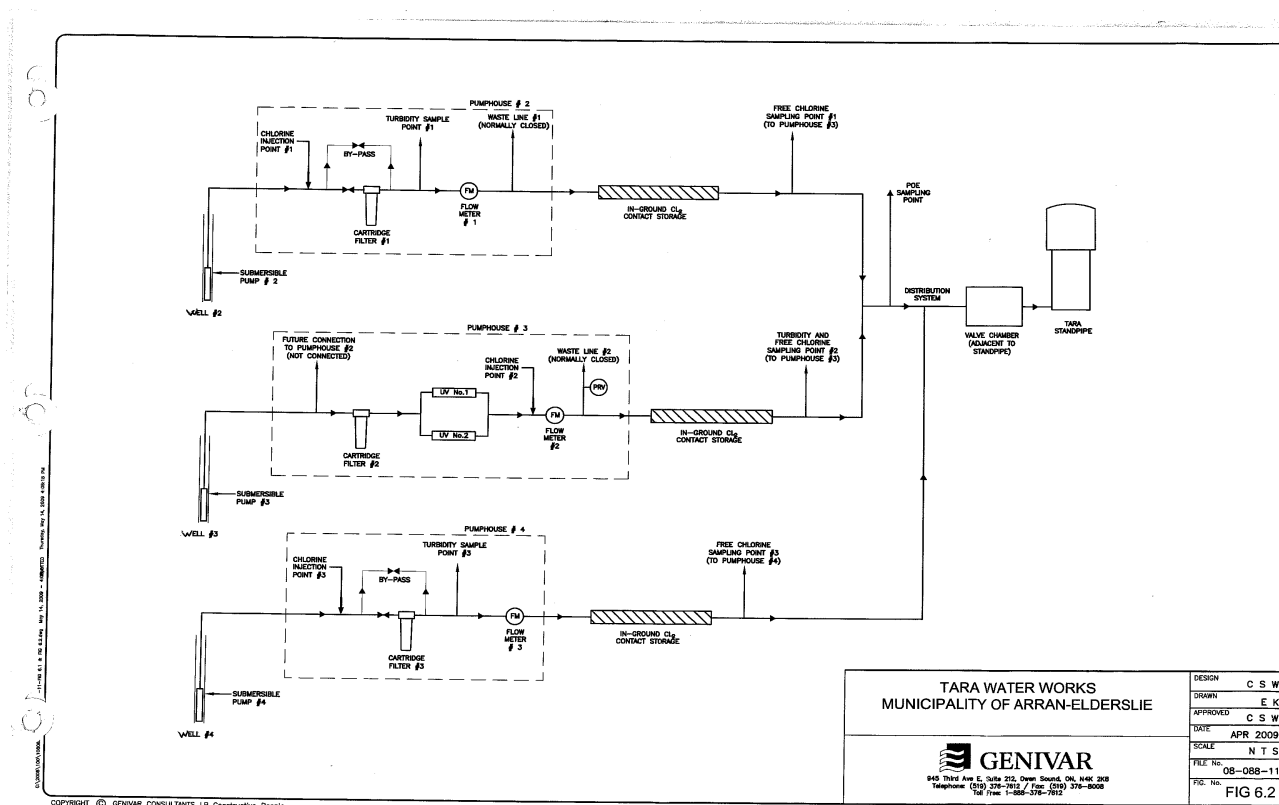 PUMPHOUSE # 2
CHLORINE
INJECTION
POINT #1
BY-PASS
TURBIDITY SAMPLE
POINT #1
WASTE LINE #1
(NORMALLY CLOSED)
FREE CHLORINE
SAMPLING POINT #1
(TO PUMPHOUSE #3)
FM
FLOW
METER
# 1
CARTRIDGE
FILTER #1
IN-GROUND CL2
CONTACT STORAGE
POE
SAMPLING
POINT
SUBMERSIBLE
PUMP # 2
WELL #2
DISTRIBUTION
SYSTEM
VALVE CHAMBER
(ADJACENT TO
STANDPIPE)
TARA
STANDPIPE
PUMPHOUSE # 3
FUTURE CONNECTION
TO PUMPHOUSE #2
(NOT CONNECTED)
UV No.1
UV No.2
CHLORINE
INJECTION
POINT #2
WASTE LINE #2
(NORMALLY CLOSED)
PRV
TURBIDITY AND
FREE CHLORINE
SAMPLING POINT #2
(TO PUMPHOUSE #3)
FM
FLOW
METER
#2
CARTRIDGE
FILTER #2
IN-GROUND CL2
CONTACT STORAGE
SUBMERSIBLE
PUMP #3
WELL #3
PUMPHOUSE # 4
CHLORINE
INJECTION
POINT #3
BY-PASS
TURBIDITY SAMPLE
POINT #3
FREE CHLORINE
SAMPLING POINT #3
(TO PUMPHOUSE #4)
FM
FLOW
METER
# 3
CARTRIDGE
FILTER #3
IN-GROUND CL2
CONTACT STORAGE
SUBMERSIBLE
PUMP #4
WELL #4
TARA WATER WORKS
MUNICIPALITY OF ARRAN-ELDERSLIE
GENIVAR
945 Third Ave E, Suite 212, Owen Sound, ON, N4K 2K8
Telephone: (519) 376-7612 / Fax: (519) 376-8008
Toll Free: 1-888-376-7612
DESIGN C S W
DRAWN E K
APPROVED C S W
DATE APR 2009
SCALE N T S
FILE No. 08-088-11
FIG. No. FIG 6.2
Thursday, May 14, 2009 4:09:15 PM
COPYRIGHT © GENIVAR CONSULTANTS LP